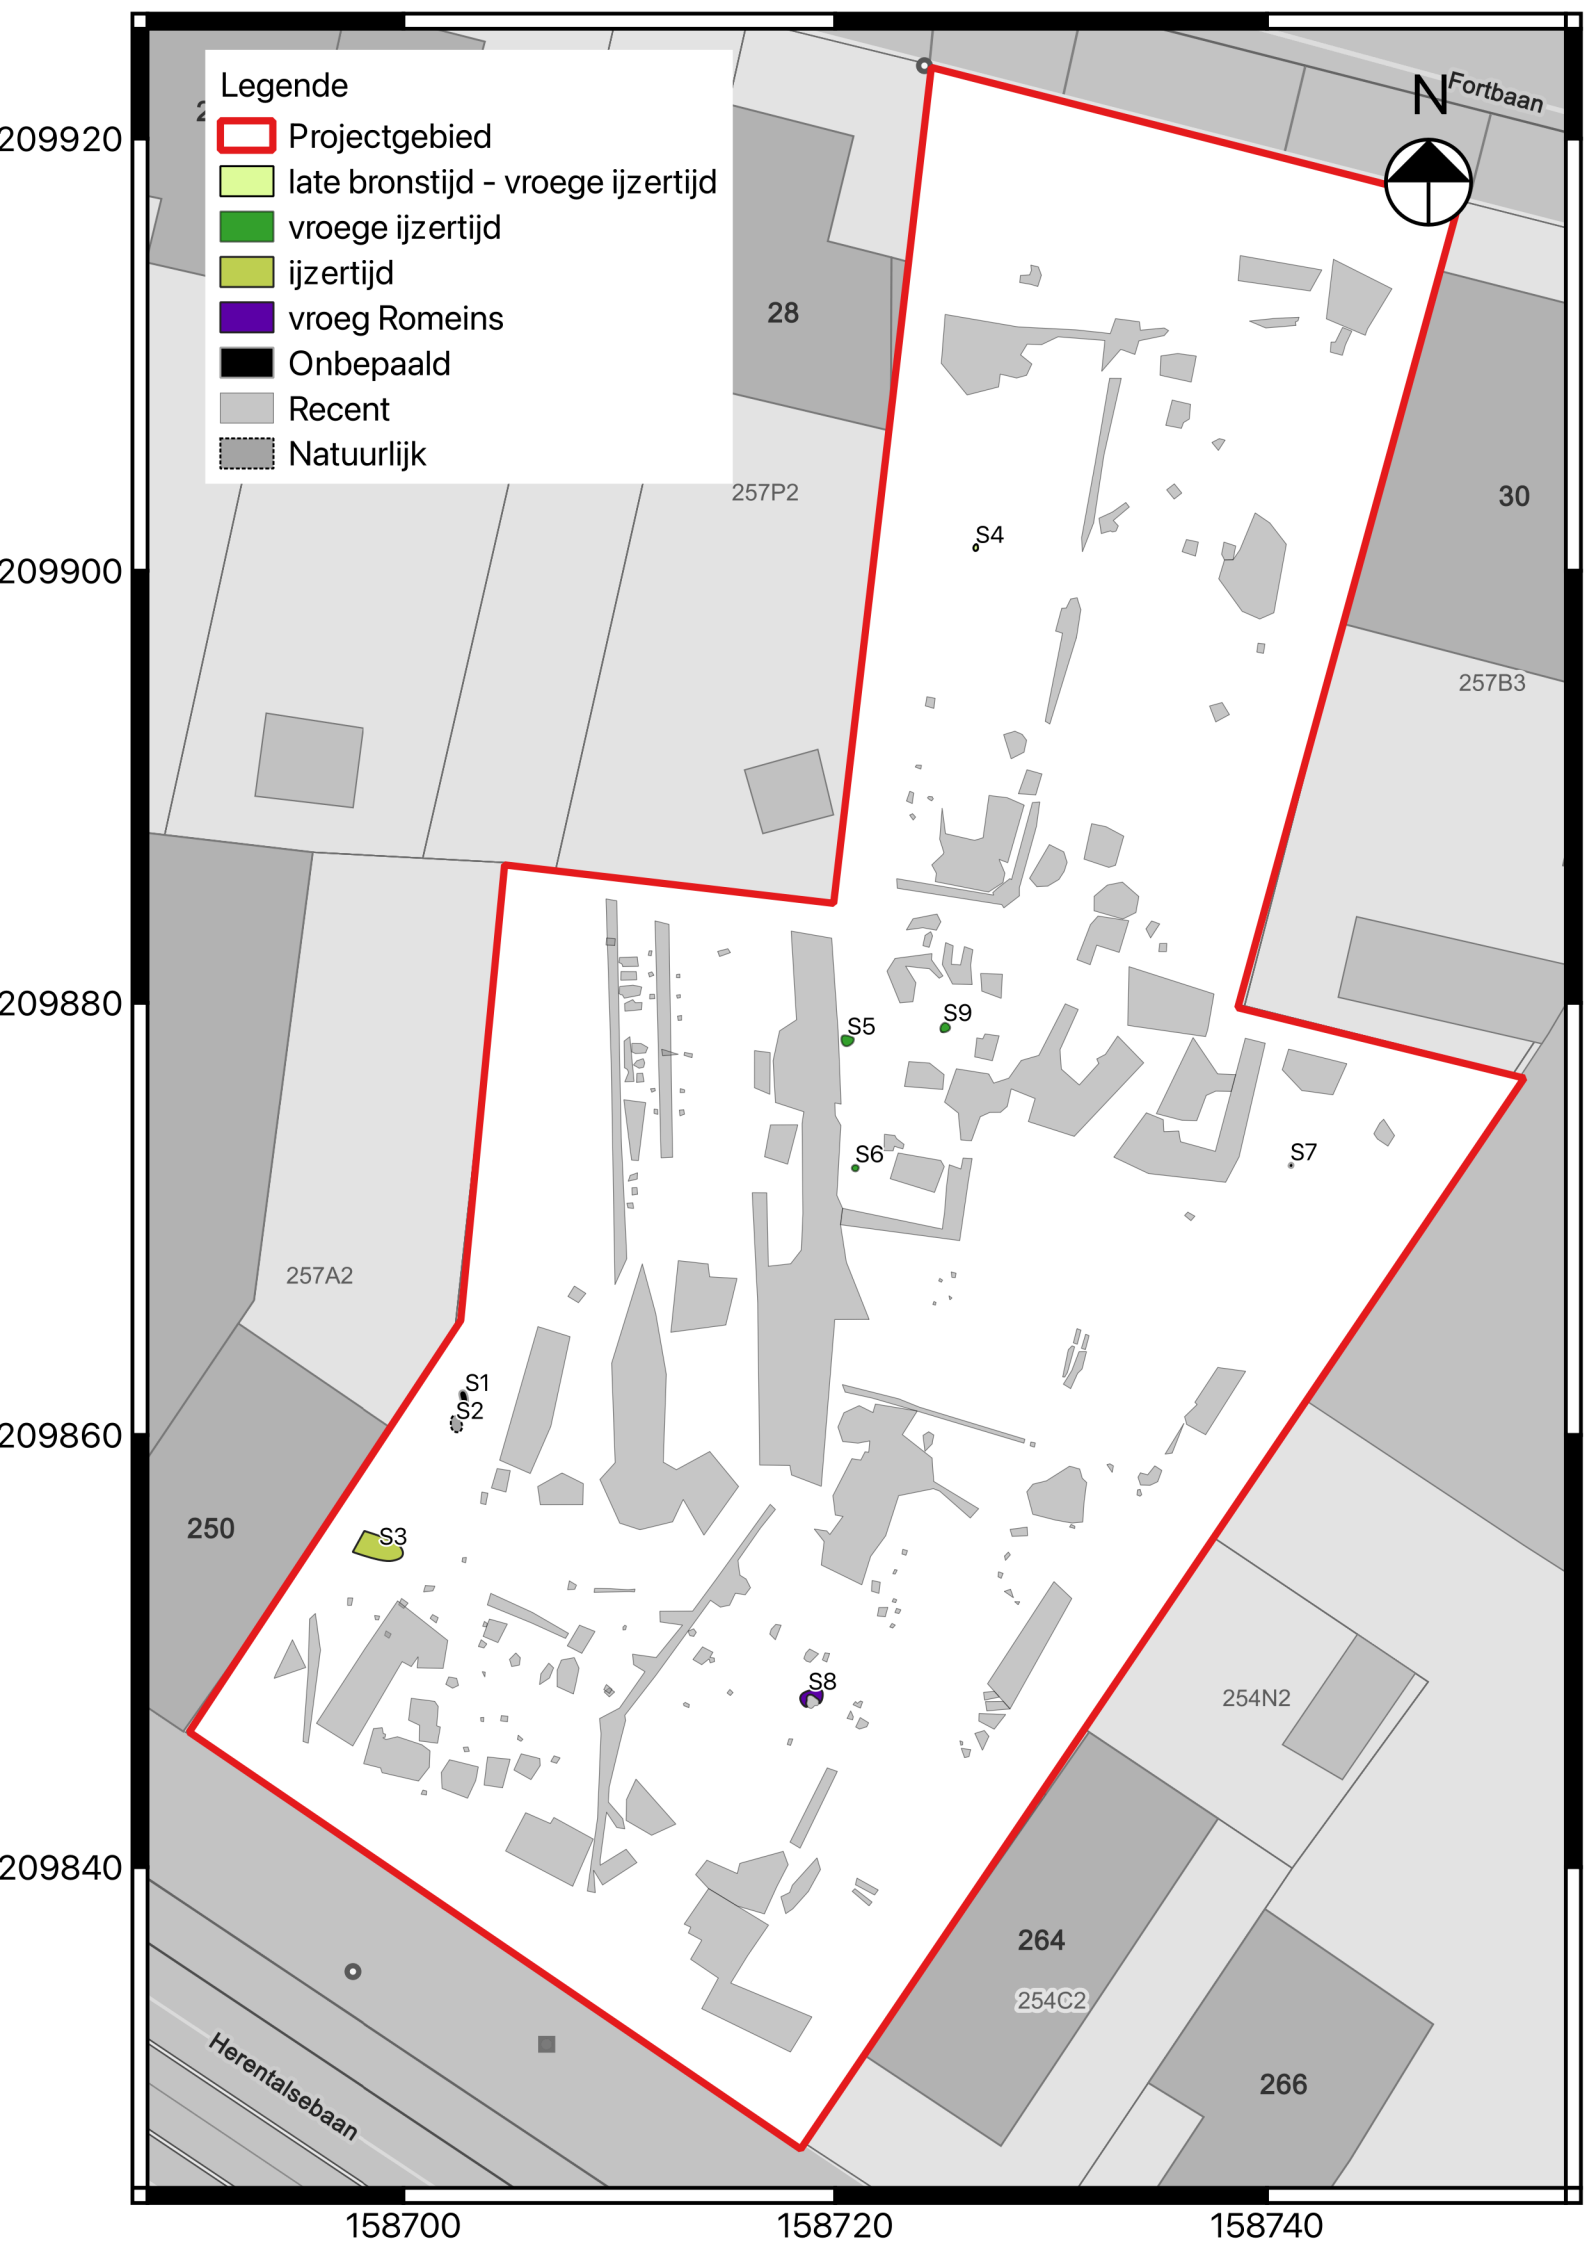 Legende
Projectgebied
late bronstijd - vroege ijzertijd
vroege ijzertijd
ijzertijd
vroeg Romeins
Onbepaald
Recent
Natuurlijk
N
Fortbaan
209920
28
257P2
30
S4
209900
257B3
209880
S5
S9
S6
S7
257A2
S1
S2
209860
250
S3
S8
254N2
209840
264
254C2
266
Herentalsebaan
158700
158720
158740